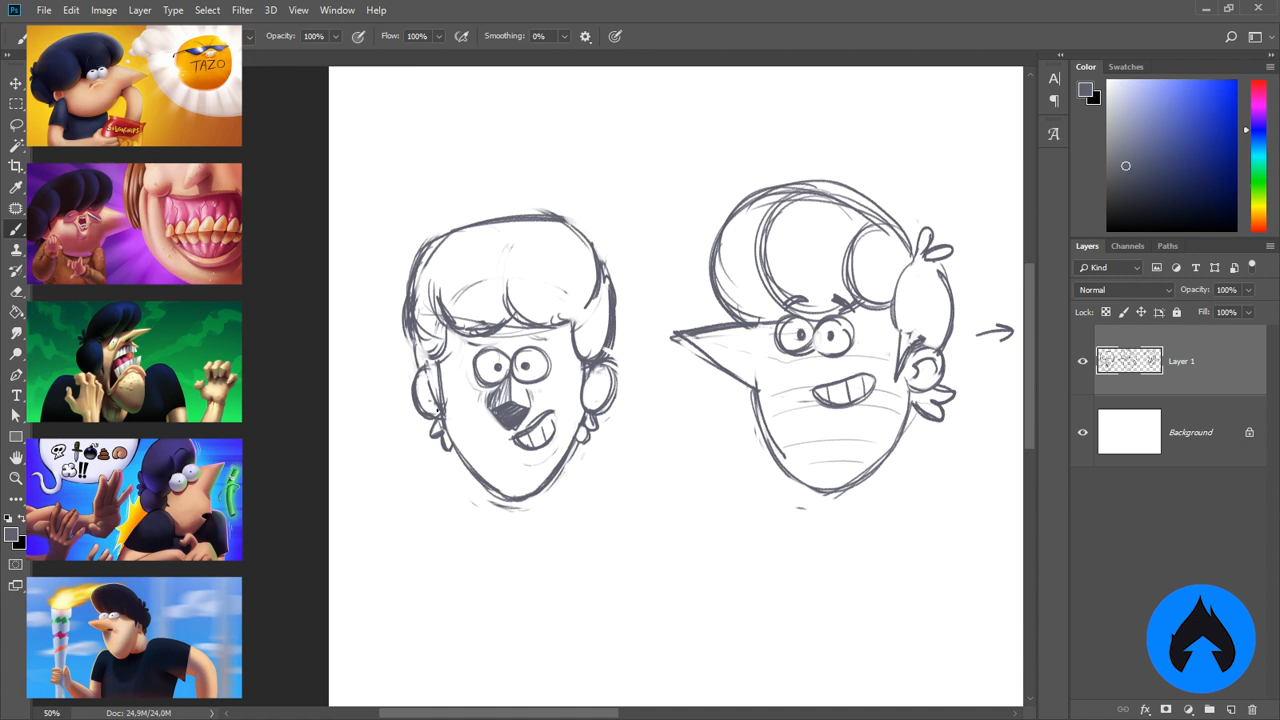 Ps File Edit Image Layer Type Select Filter 3D View Window Help
Opacity: 100% Flow: 100% Smoothing: 0%
TAZO
!!
Color Swatches
Layers Channels Paths
Kind
Normal Opacity: 100%
Lock: Fill: 100%
Layer 1
Background
fx
50% Doc: 24,9M/24,0M